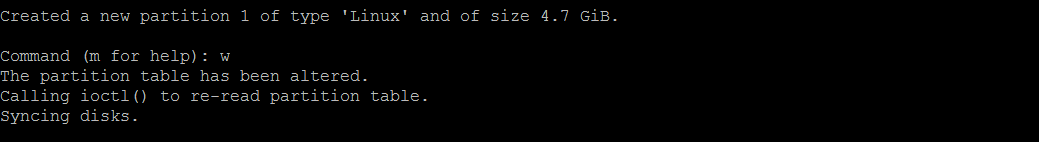 Created a new partition 1 of type 'Linux' and of size 4.7 GiB.
Command (m for help): w
The partition table has been altered.
Calling ioctl() to re-read partition table.
Syncing disks.